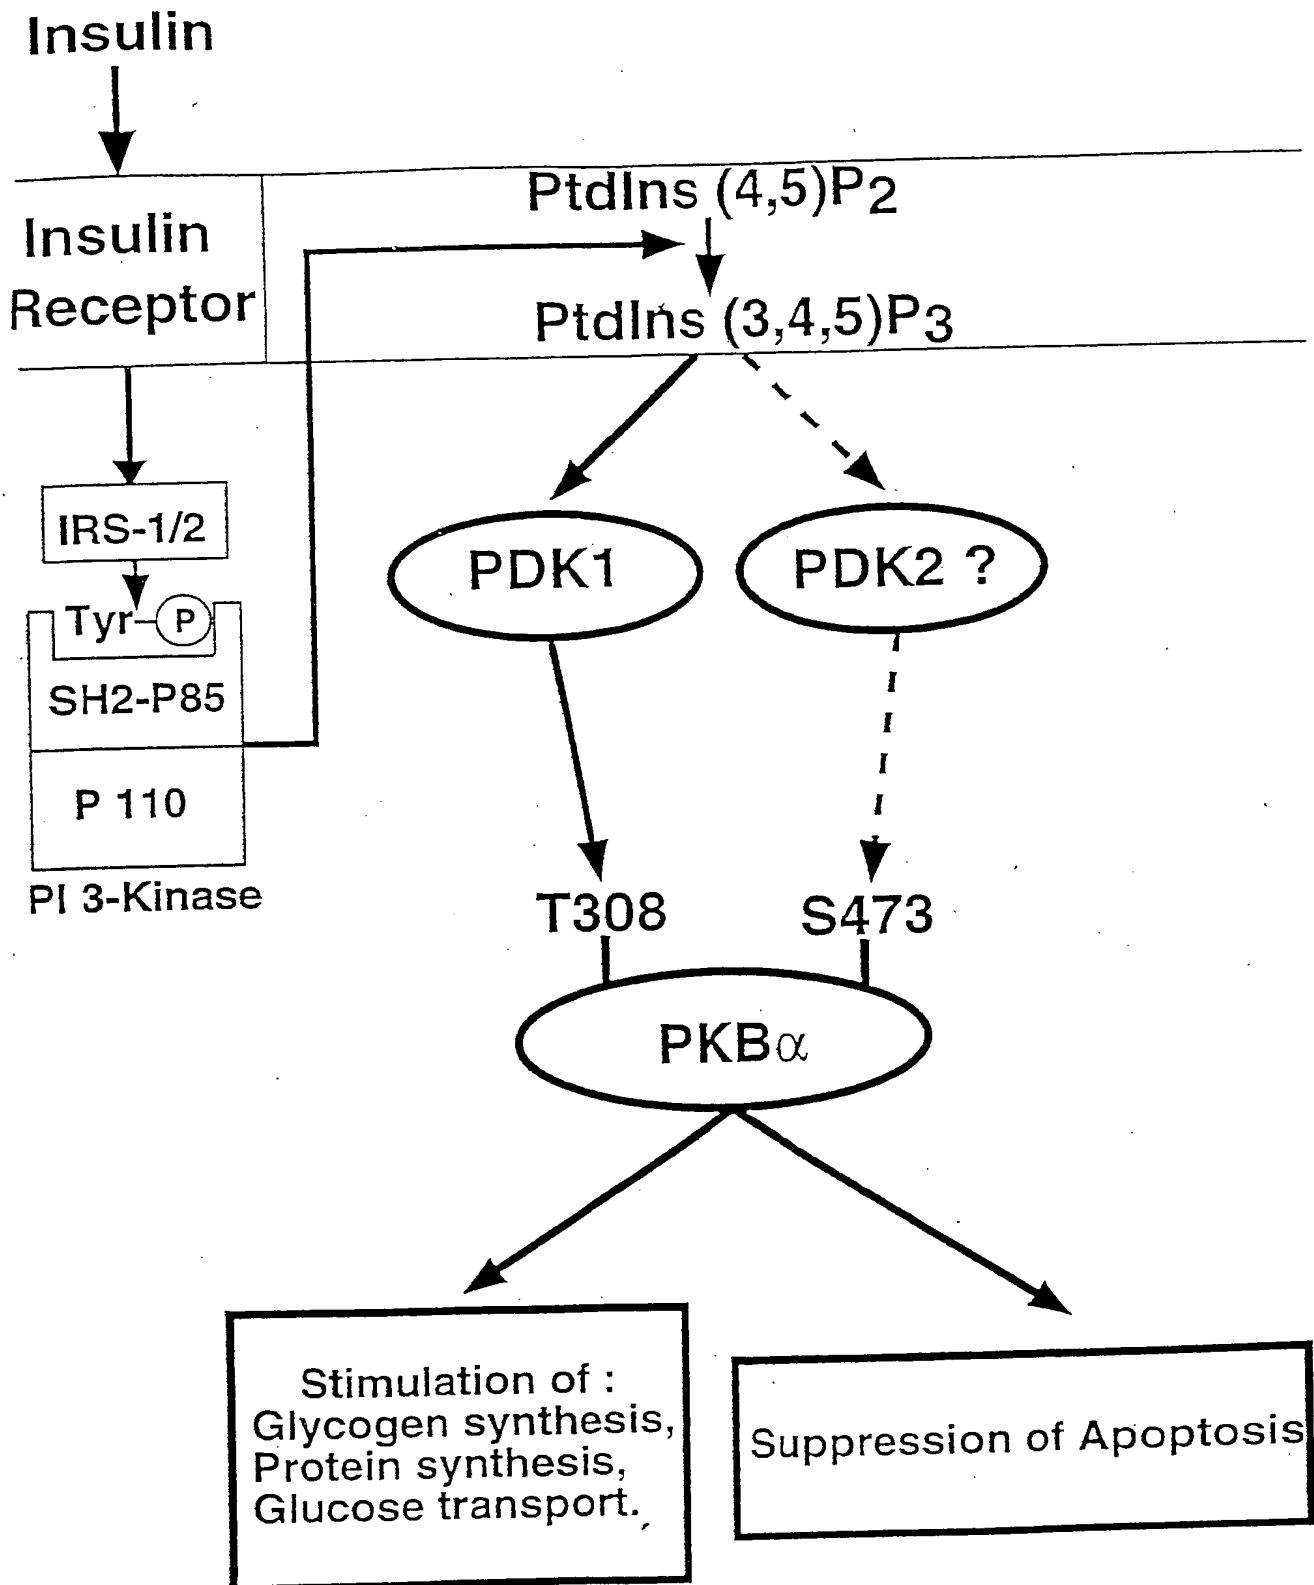 Insulin
Insulin
Receptor
PtdIns (4,5)P2
PtdIns (3,4,5)P3
IRS-1/2
Tyr
P
SH2-P85
P 110
PI 3-Kinase
PDK1
PDK2 ?
T308
S473
PKBα
Stimulation of :
Glycogen synthesis,
Protein synthesis,
Glucose transport.
Suppression of Apoptosis